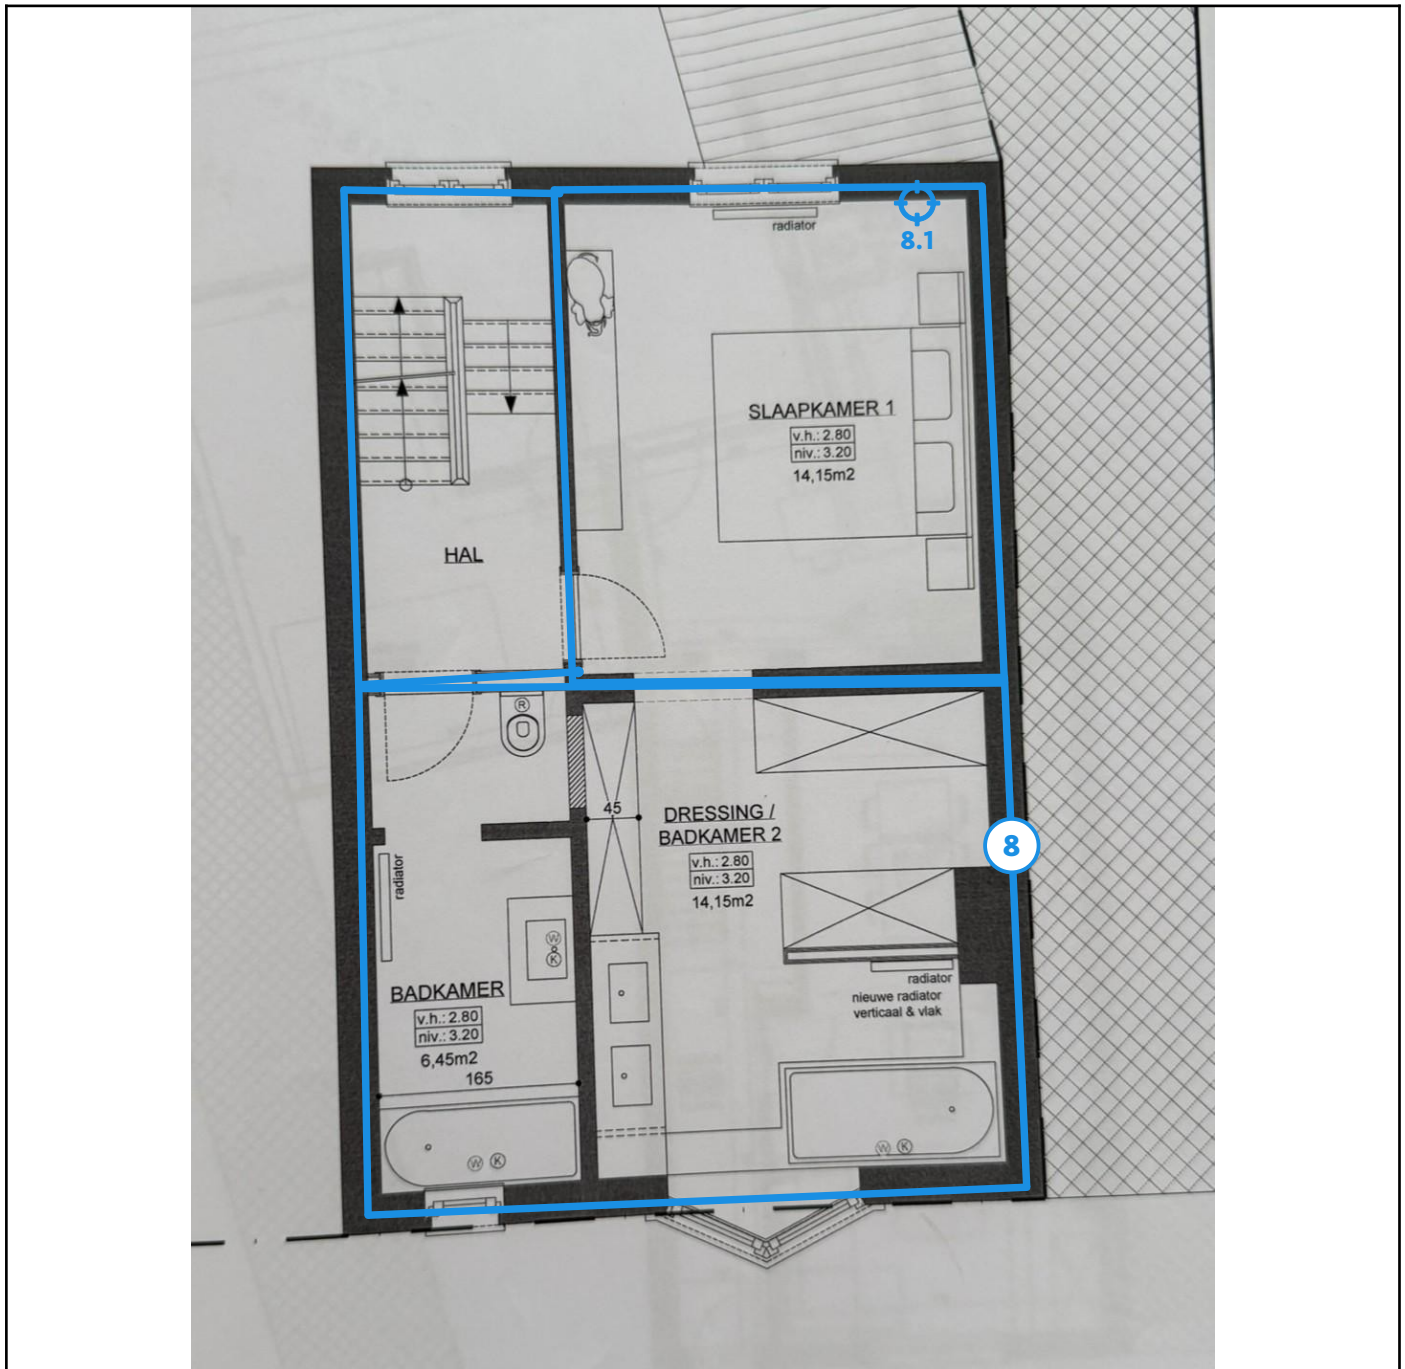 radiator
8.1
SLAAPKAMER 1
v.h.: 2.80
niv.: 3.20
14,15m2
HAL
R
45
DRESSING /
BADKAMER 2
v.h.: 2.80
niv.: 3.20
14,15m2
8
radiator
W
K
BADKAMER
v.h.: 2.80
niv.: 3.20
6,45m2
165
radiator
nieuwe radiator
verticaal & vlak
W K
W K